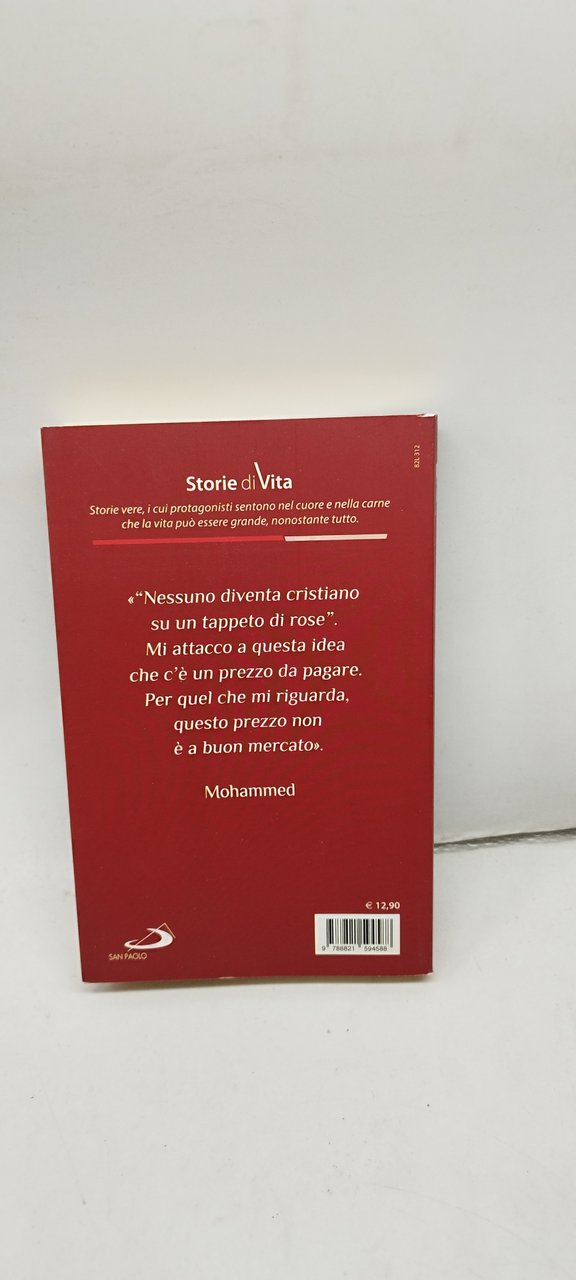 82L 312
Storie di Vita
Storie vere, i cui protagonisti sentono nel cuore e nella carne
che la vita può essere grande, nonostante tutto.
«“Nessuno diventa cristiano
su un tappeto di rose”.
Mi attacco a questa idea
che c’è un prezzo da pagare.
Per quel che mi riguarda,
questo prezzo non
è a buon mercato».
Mohammed
€ 12,90
9 788821 594588
SAN PAOLO